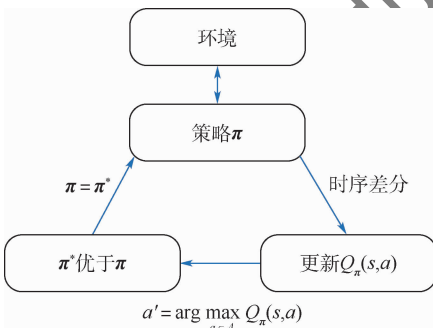 环境
策略π
π = π*
时序差分
π*优于π
更新Qπ(s,a)
a′ = arg max Qπ(s,a)
a∈A